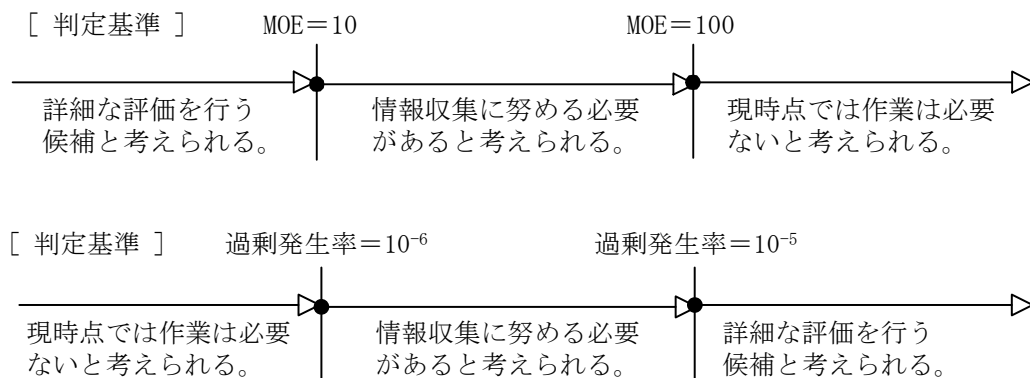 [ 判定基準 ] MOE＝10 MOE＝100
詳細な評価を行う 情報収集に努める必要 現時点では作業は必要
候補と考えられる。 があると考えられる。 ないと考えられる。
[ 判定基準 ] 過剰発生率＝10⁻⁶ 過剰発生率＝10⁻⁵
現時点では作業は必要 情報収集に努める必要 詳細な評価を行う
ないと考えられる。 があると考えられる。 候補と考えられる。